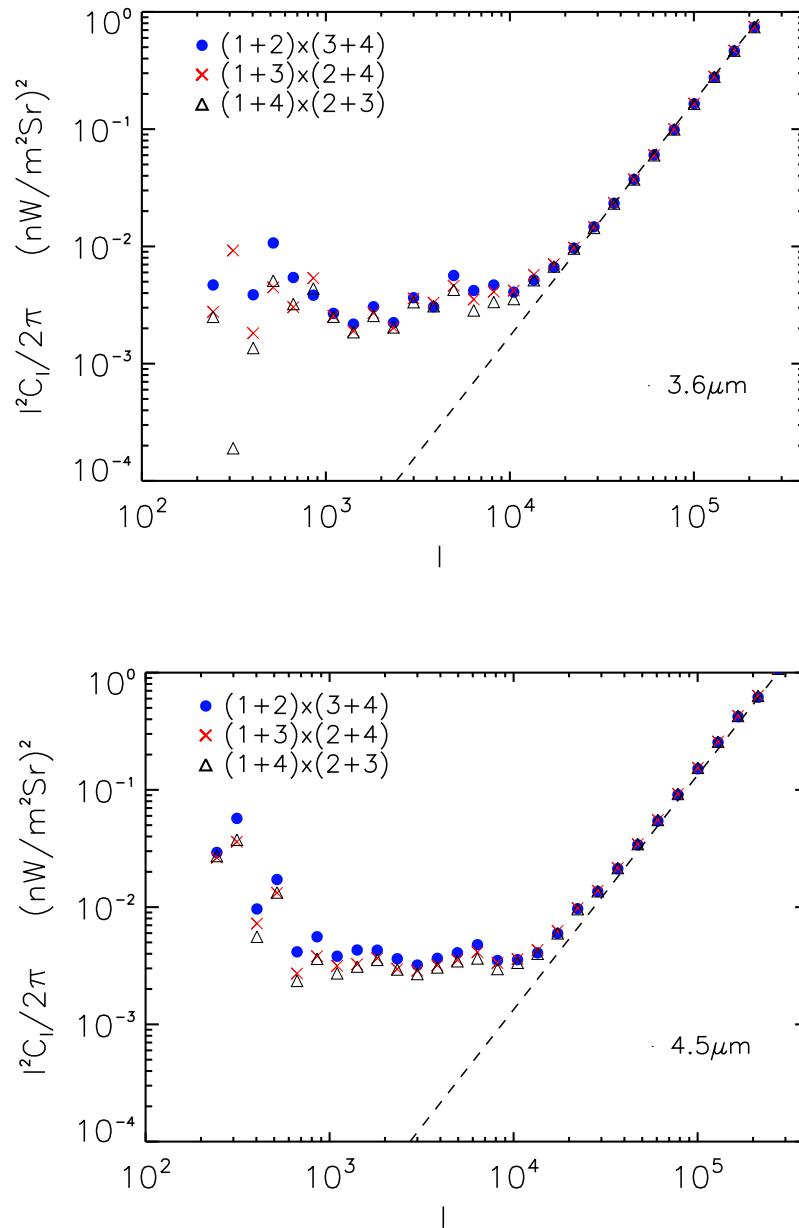 10⁰
(1+2)x(3+4)
(1+3)x(2+4)
(1+4)x(2+3)
10⁻¹
10⁻²
10⁻³
10⁻⁴
l²Cₗ/2π (nW/m²Sr)²
3.6μm
10² 10³ 10⁴ 10⁵
l
10⁰
(1+2)x(3+4)
(1+3)x(2+4)
(1+4)x(2+3)
10⁻¹
10⁻²
10⁻³
10⁻⁴
l²Cₗ/2π (nW/m²Sr)²
4.5μm
10² 10³ 10⁴ 10⁵
l